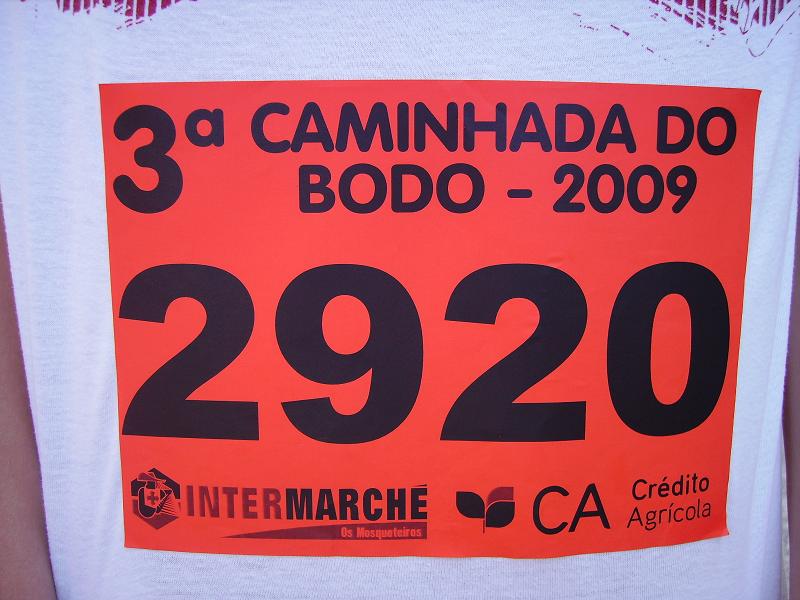 3ª CAMINHADA DO
BODO - 2009
2920
INTERMARCHÉ
Os Mosqueteiros
CA Crédito
Agrícola